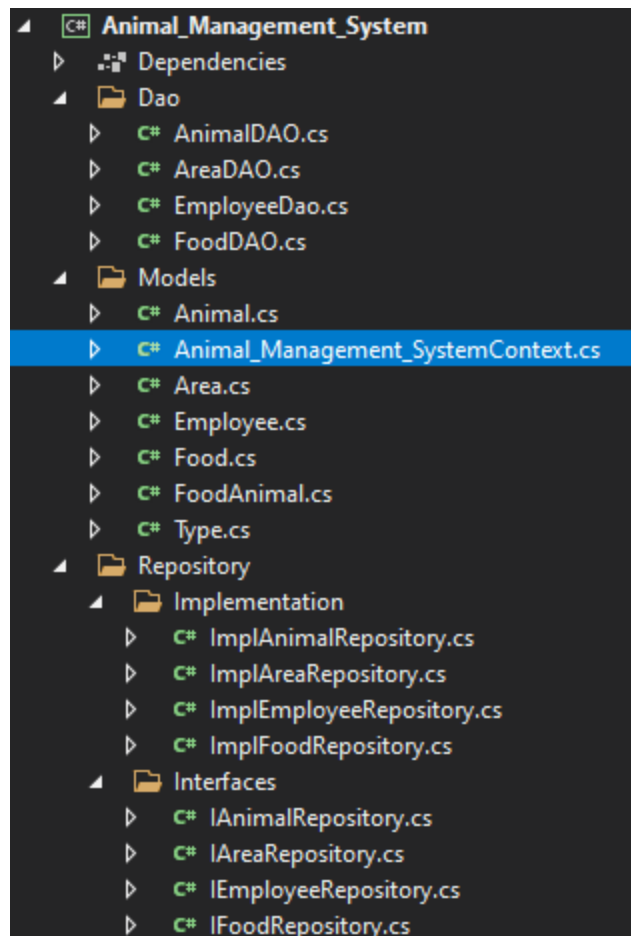 C# Animal_Management_System
Dependencies
Dao
C# AnimalDAO.cs
C# AreaDAO.cs
C# EmployeeDao.cs
C# FoodDAO.cs
Models
C# Animal.cs
C# Animal_Management_SystemContext.cs
C# Area.cs
C# Employee.cs
C# Food.cs
C# FoodAnimal.cs
C# Type.cs
Repository
Implementation
C# ImplAnimalRepository.cs
C# ImplAreaRepository.cs
C# ImplEmployeeRepository.cs
C# ImplFoodRepository.cs
Interfaces
C# IAnimalRepository.cs
C# IAreaRepository.cs
C# IEmployeeRepository.cs
C# IFoodRepository.cs